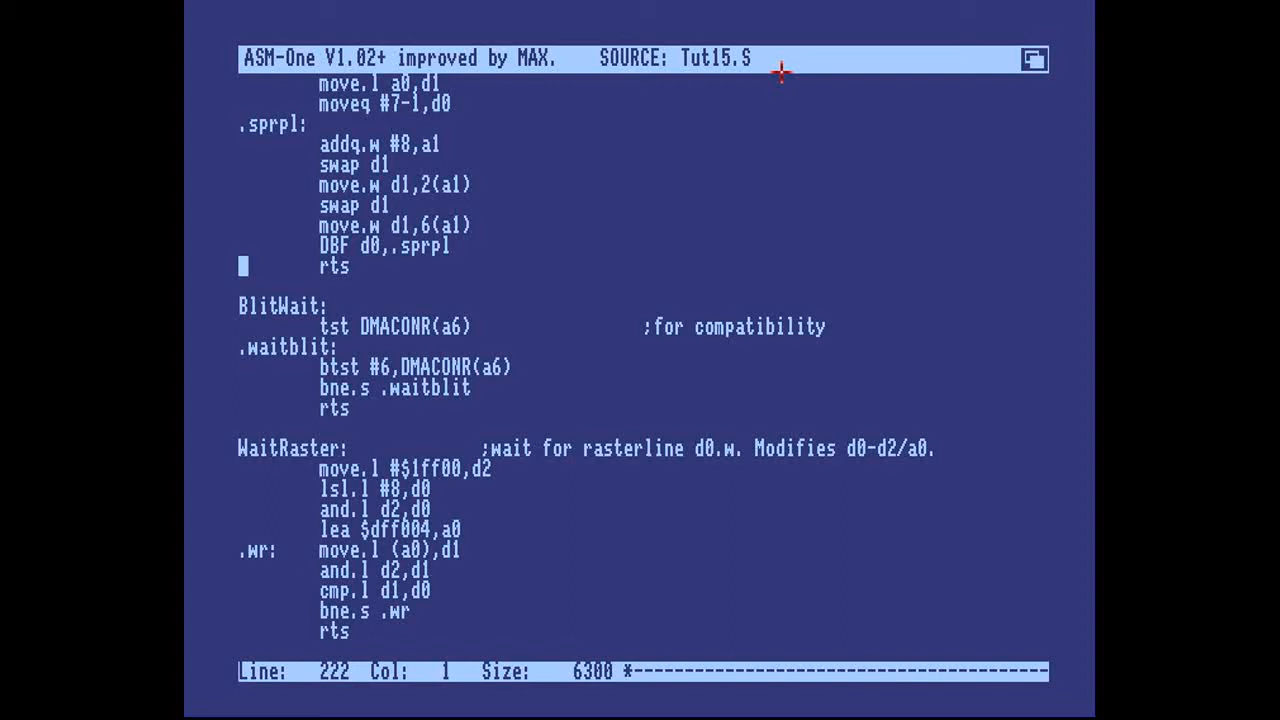 ASM-One V1.02+ improved by MAX.    SOURCE: Tut15.S
        move.l a0,d1
        moveq #7-1,d0
.sprpl:
        addq.w #8,a1
        swap d1
        move.w d1,2(a1)
        swap d1
        move.w d1,6(a1)
        DBF d0,.sprpl
        rts

BlitWait:
        tst DMACONR(a6)                 ;for compatibility
.waitblit:
        btst #6,DMACONR(a6)
        bne.s .waitblit
        rts

WaitRaster:             ;wait for rasterline d0.w. Modifies d0-d2/a0.
        move.l #$1ff00,d2
        lsl.l #8,d0
        and.l d2,d0
        lea $dff004,a0
.wr:    move.l (a0),d1
        and.l d2,d1
        cmp.l d1,d0
        bne.s .wr
        rts
Line:   222  Col:   1   Size:    6300 *-----------------------------------------